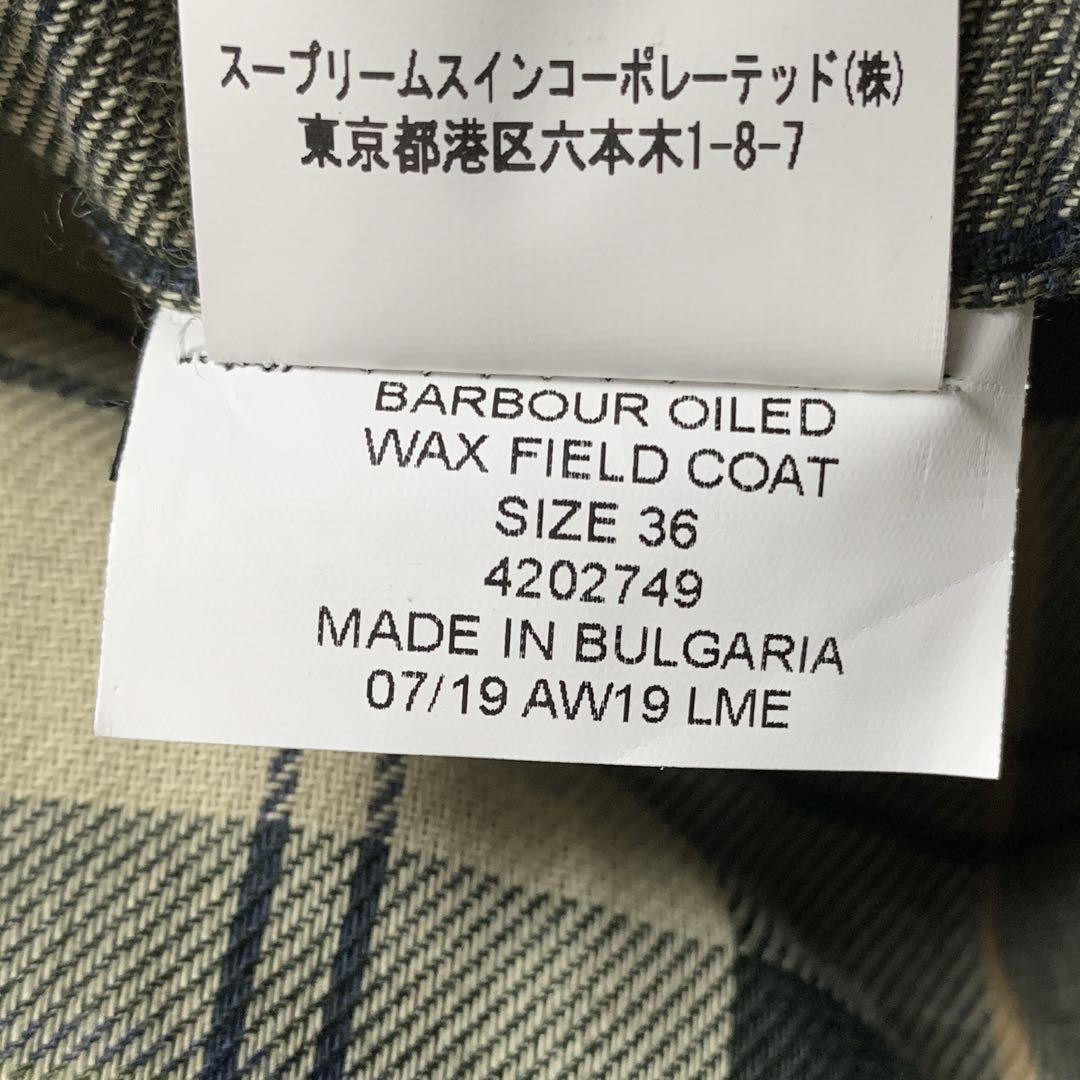 スープリームスインコーポレーテッド(株)
東京都港区六本木1-8-7
BARBOUR OILED
WAX FIELD COAT
SIZE 36
4202749
MADE IN BULGARIA
07/19 AW19 LME